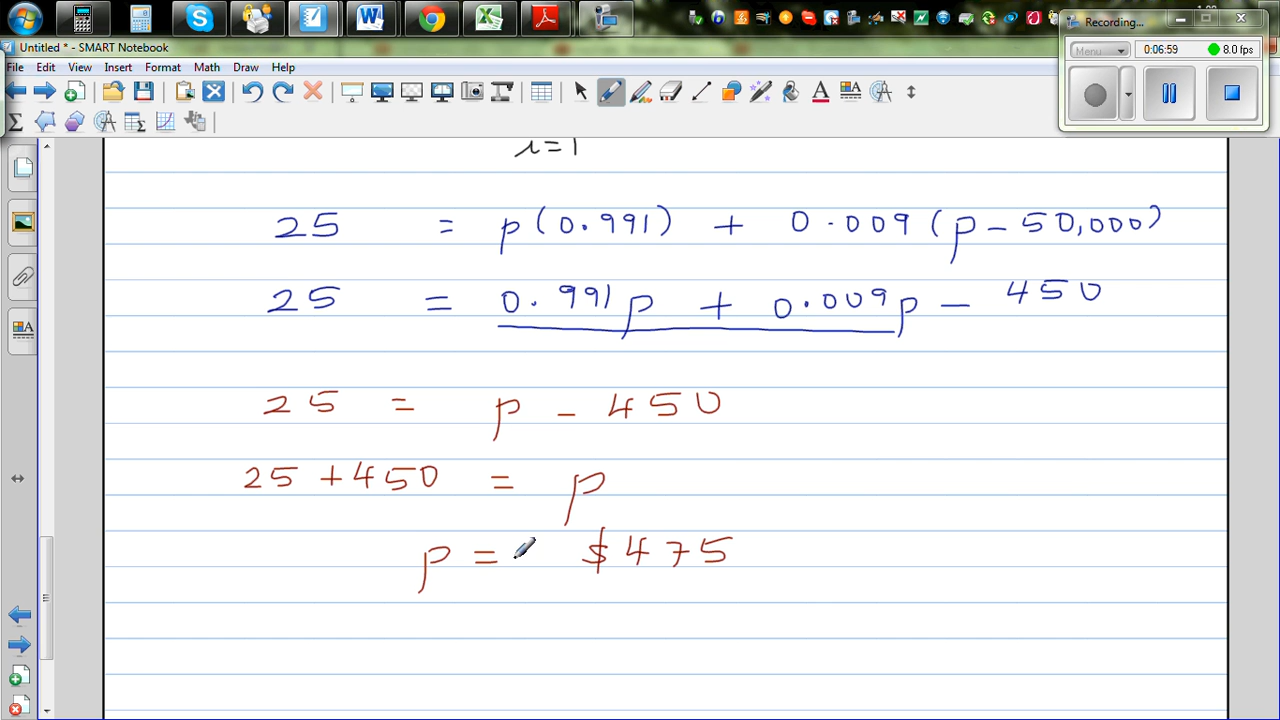 Recording...
Untitled * - SMART Notebook
Menu
0:06:59
8.0 fps
File Edit View Insert Format Math Draw Help
i=1
25 = p(0.991) + 0.009(p-50,000)
25 = 0.991p + 0.009p - 450
25 = p - 450
25 + 450 = p
p = $475